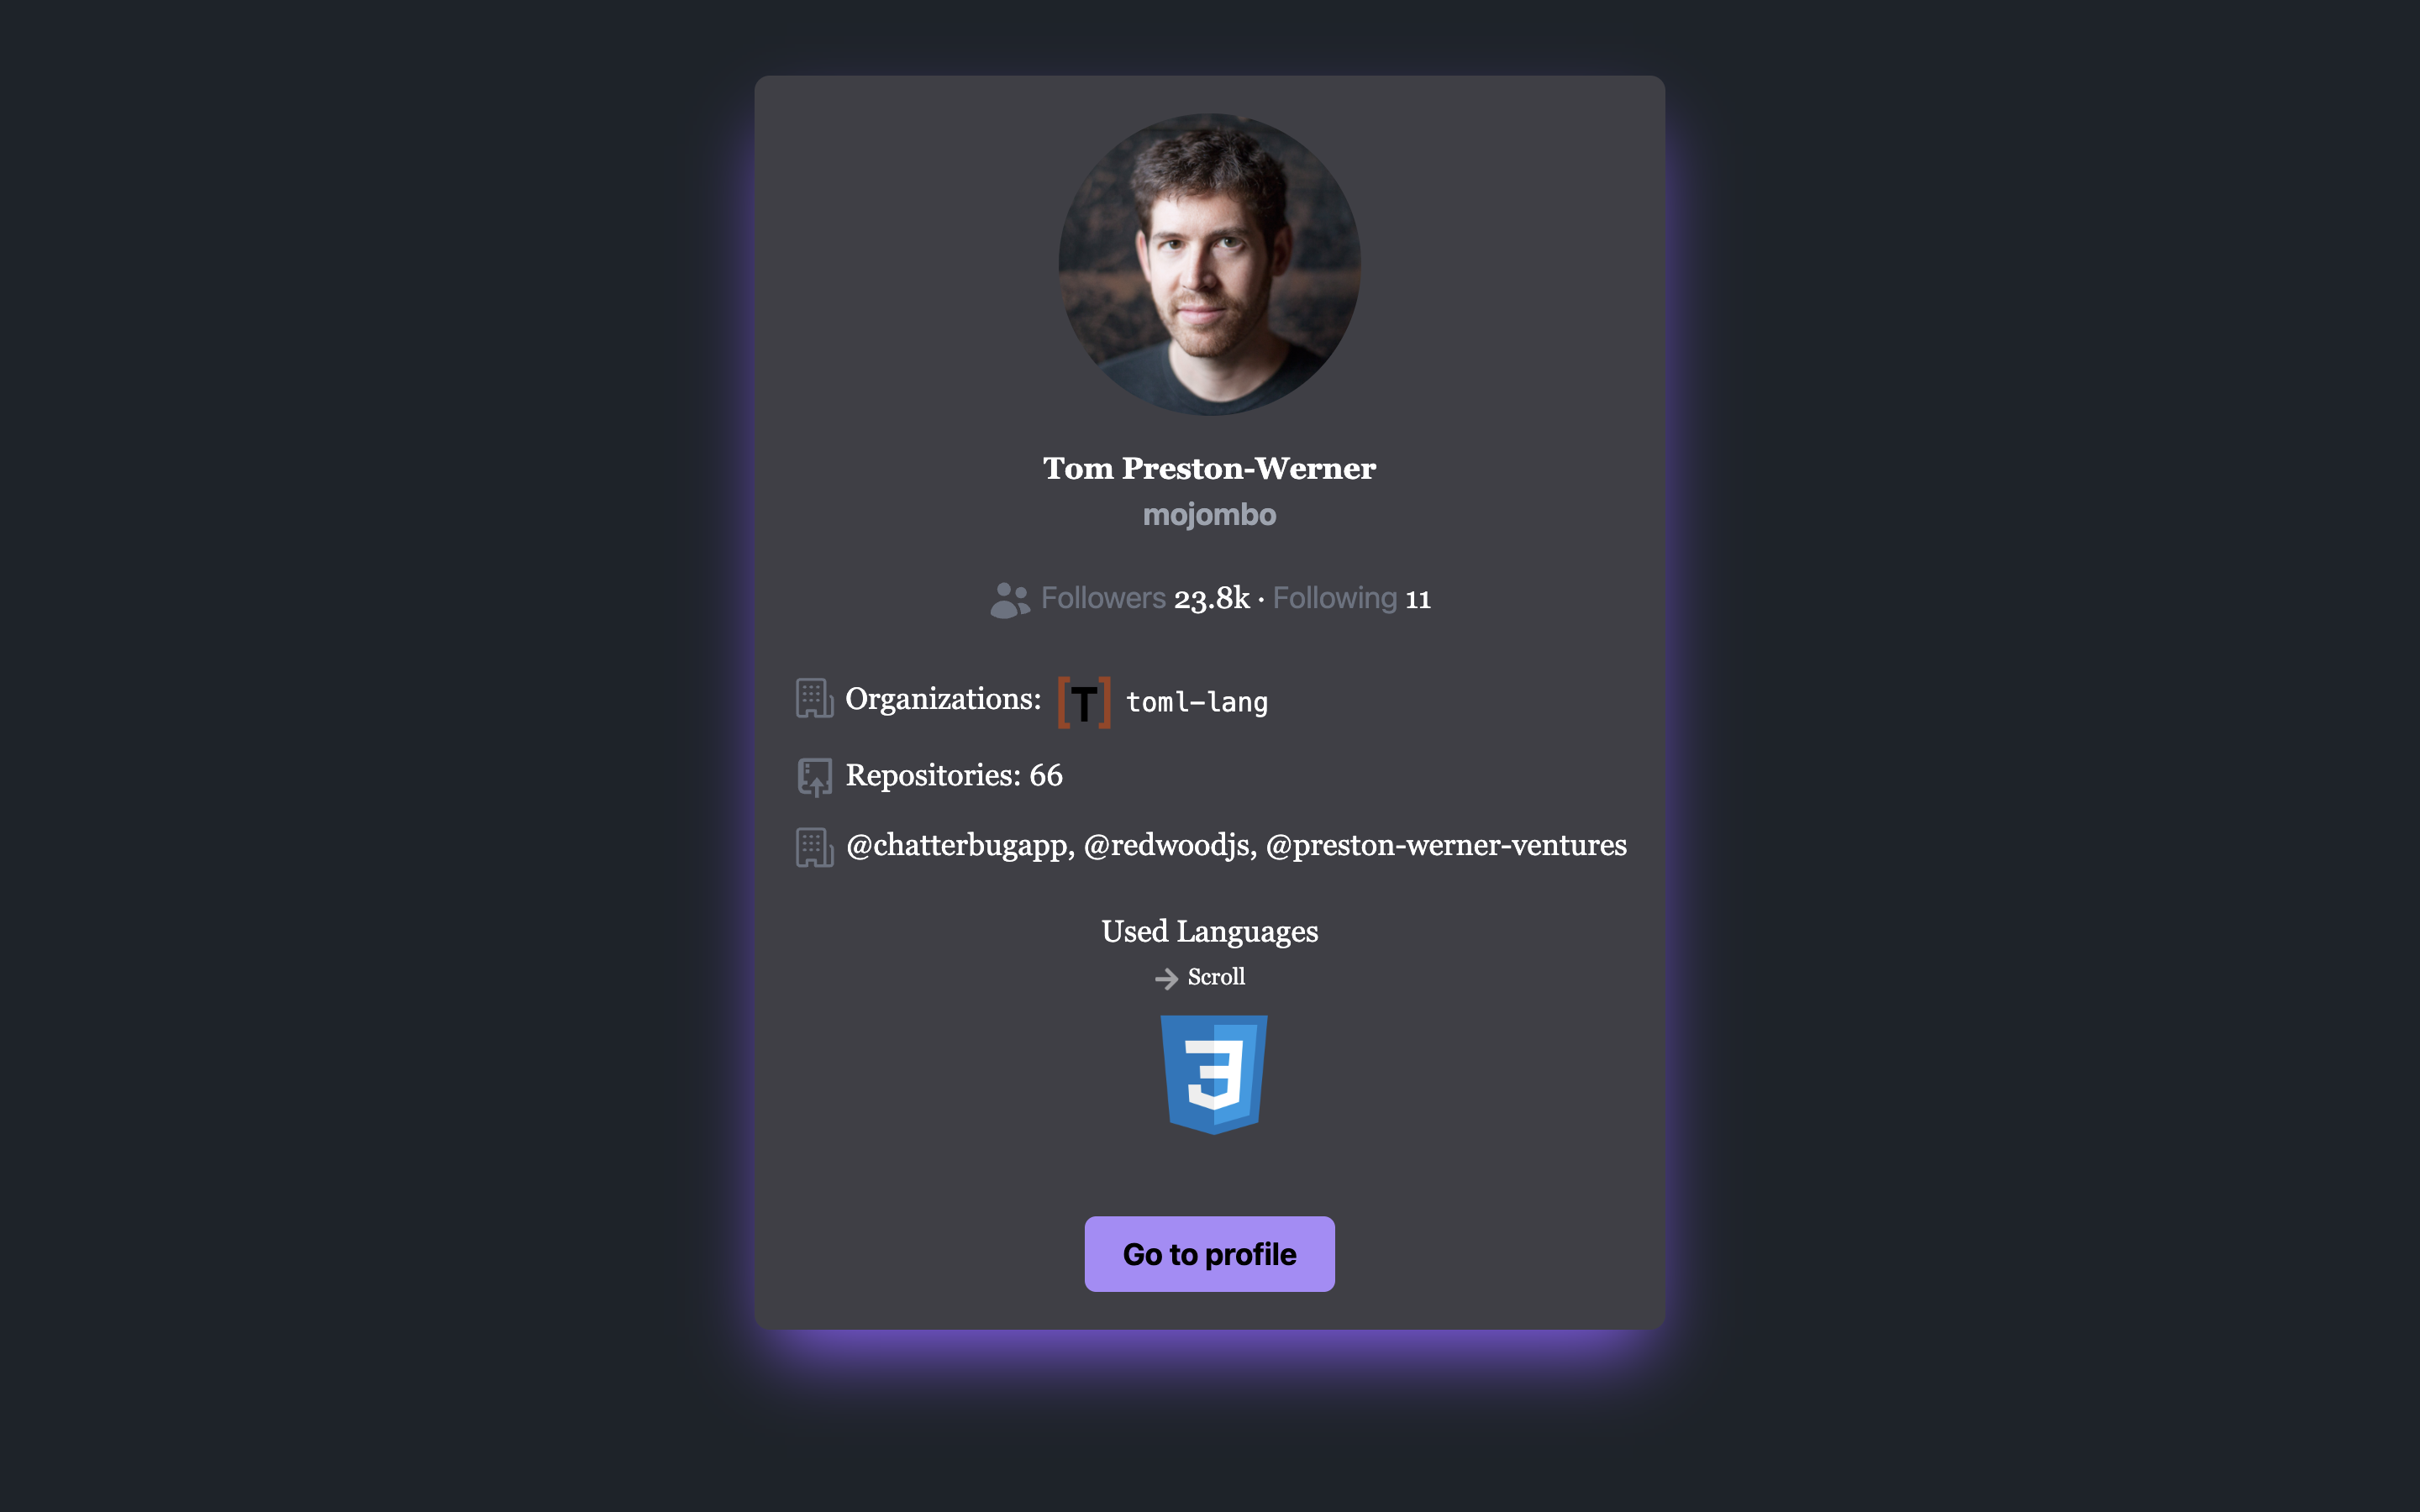 Tom Preston-Werner
mojombo
Followers 23.8k · Following 11
Organizations: [T] toml-lang
Repositories: 66
@chatterbugapp, @redwoodjs, @preston-werner-ventures
Used Languages
Scroll
3
Go to profile